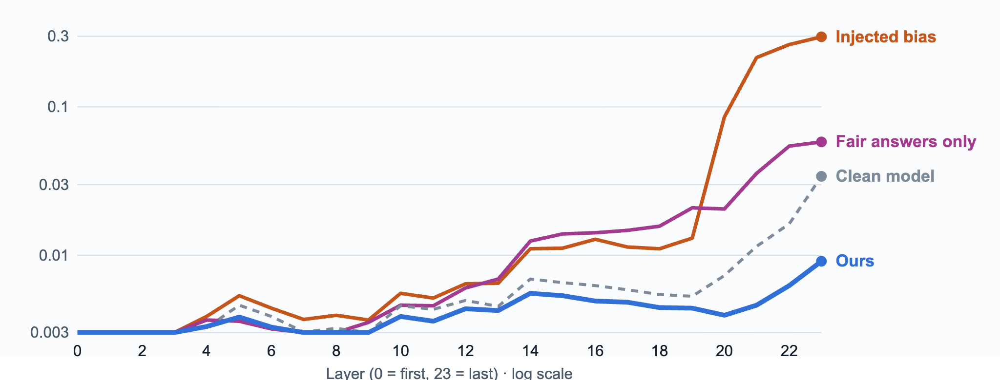 0.3
Injected bias
0.1
Fair answers only
Clean model
0.03
0.01
Ours
0.003
0 2 4 6 8 10 12 14 16 18 20 22
Layer (0 = first, 23 = last) · log scale